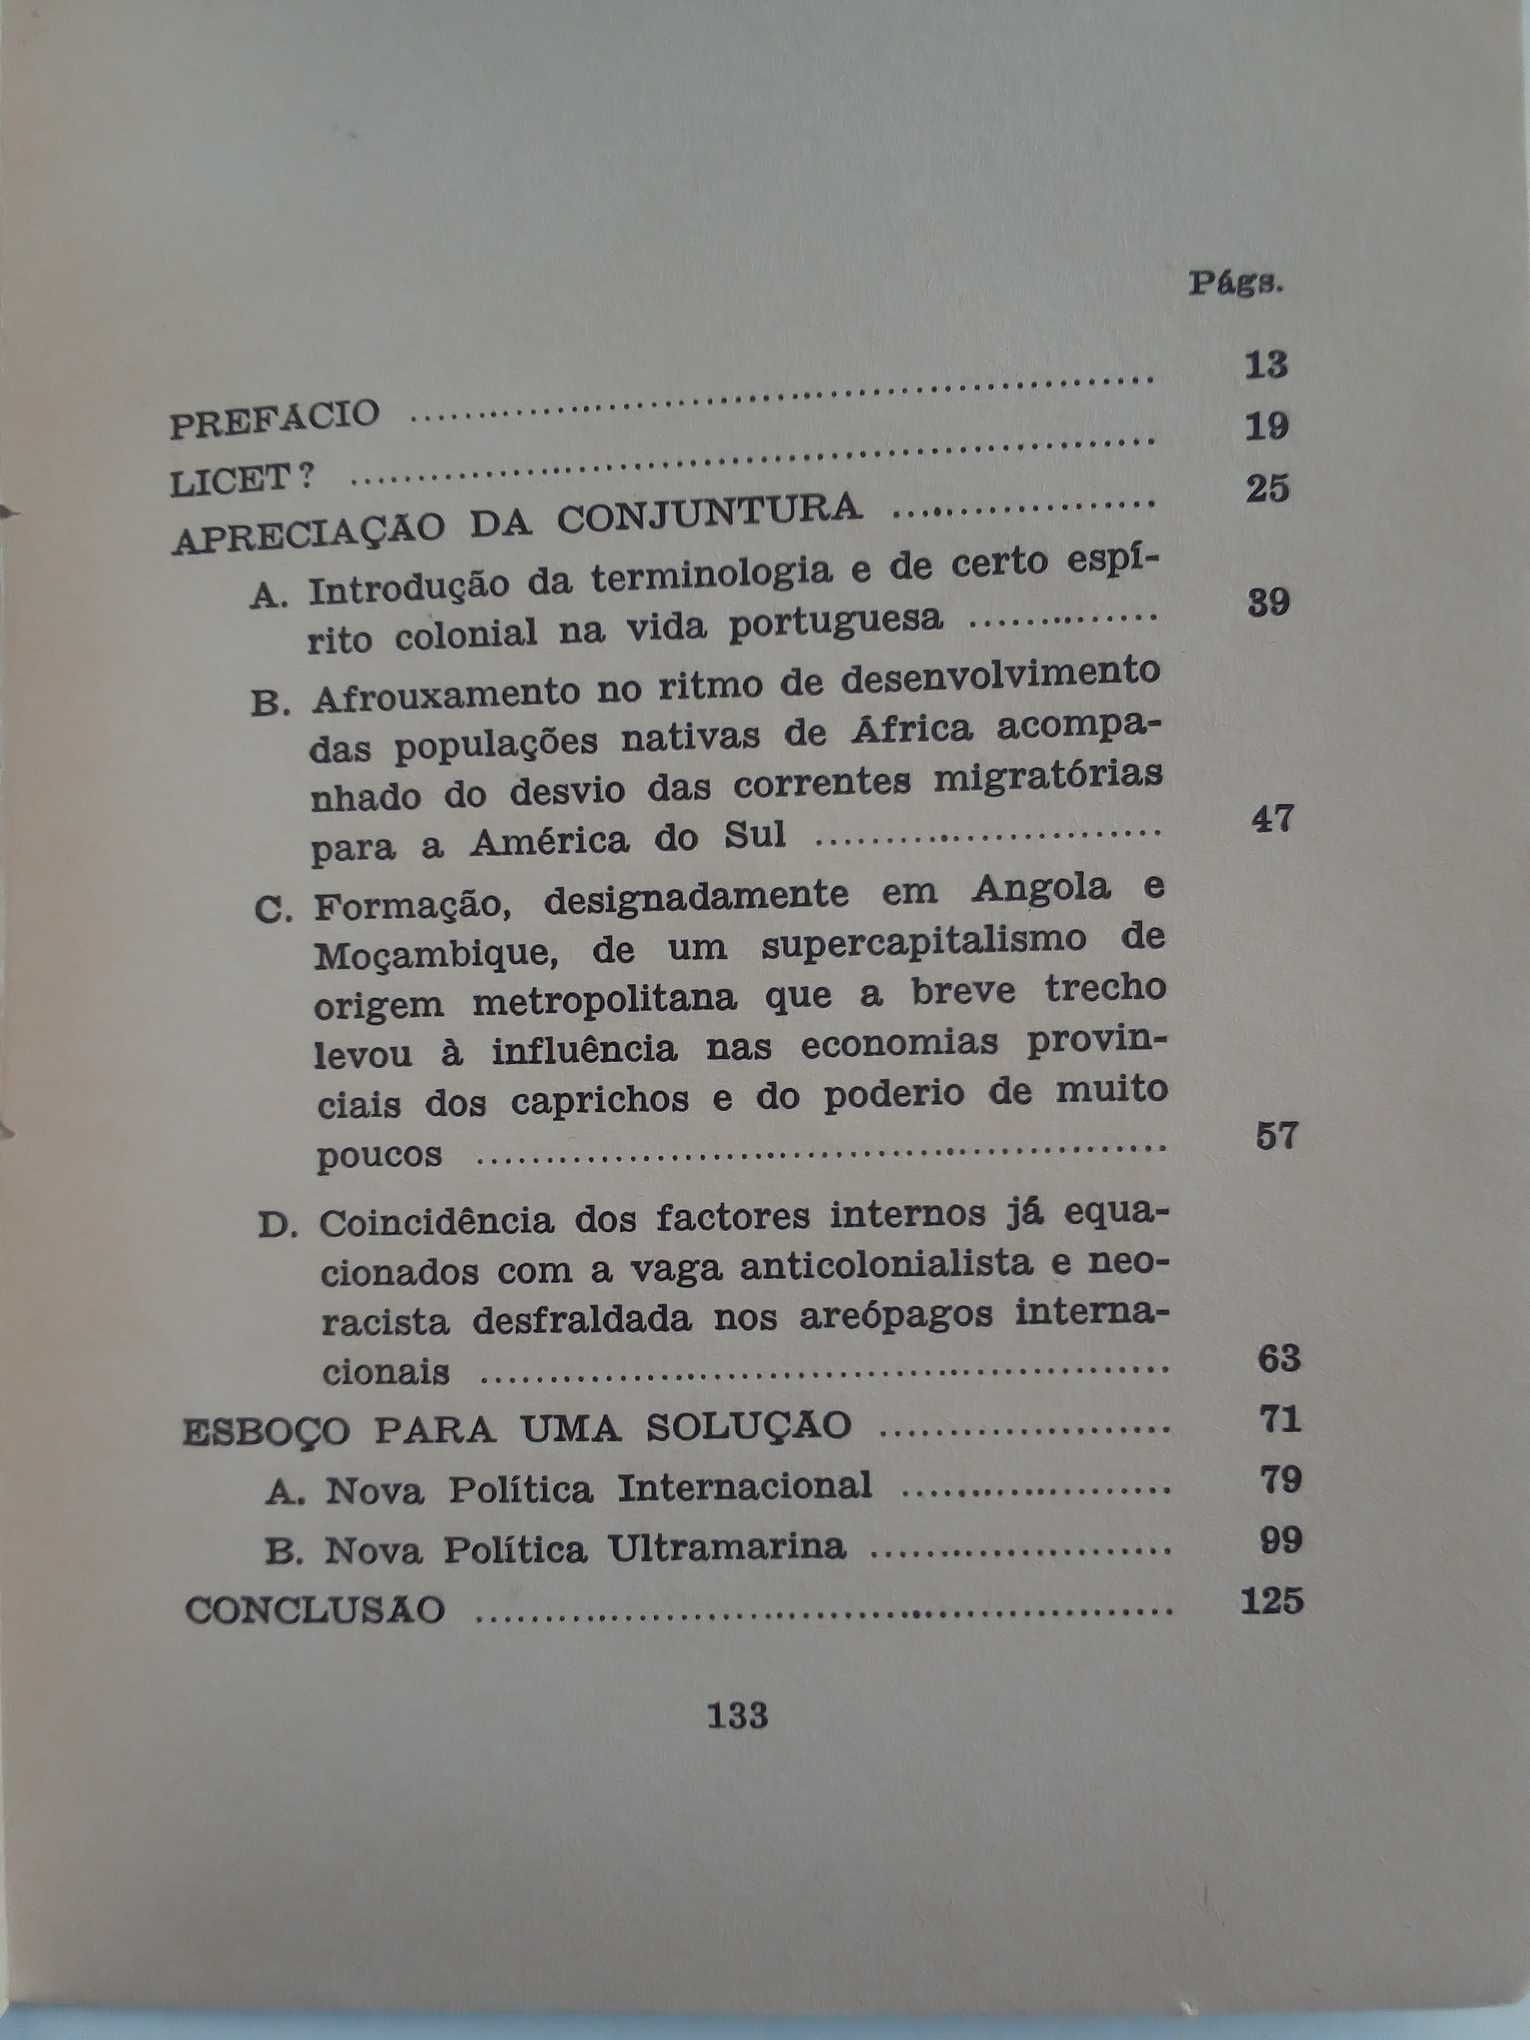 Págs.
PREFÁCIO ........................................................ 13
LICET? ............................................................. 19
APRECIAÇÃO DA CONJUNTURA .................... 25
A. Introdução da terminologia e de certo espí-
rito colonial na vida portuguesa .............. 39
B. Afrouxamento no ritmo de desenvolvimento
das populações nativas de África acompa-
nhado do desvio das correntes migratórias
para a América do Sul .......................... 47
C. Formação, designadamente em Angola e
Moçambique, de um supercapitalismo de
origem metropolitana que a breve trecho
levou à influência nas economias provin-
ciais dos caprichos e do poderio de muito
poucos .................................................... 57
D. Coincidência dos factores internos já equa-
cionados com a vaga anticolonialista e neo-
racista desfraldada nos areópagos interna-
cionais .................................................... 63
ESBOÇO PARA UMA SOLUÇÃO ...................... 71
A. Nova Política Internacional .................... 79
B. Nova Política Ultramarina ...................... 99
CONCLUSÃO ..................................................... 125
133